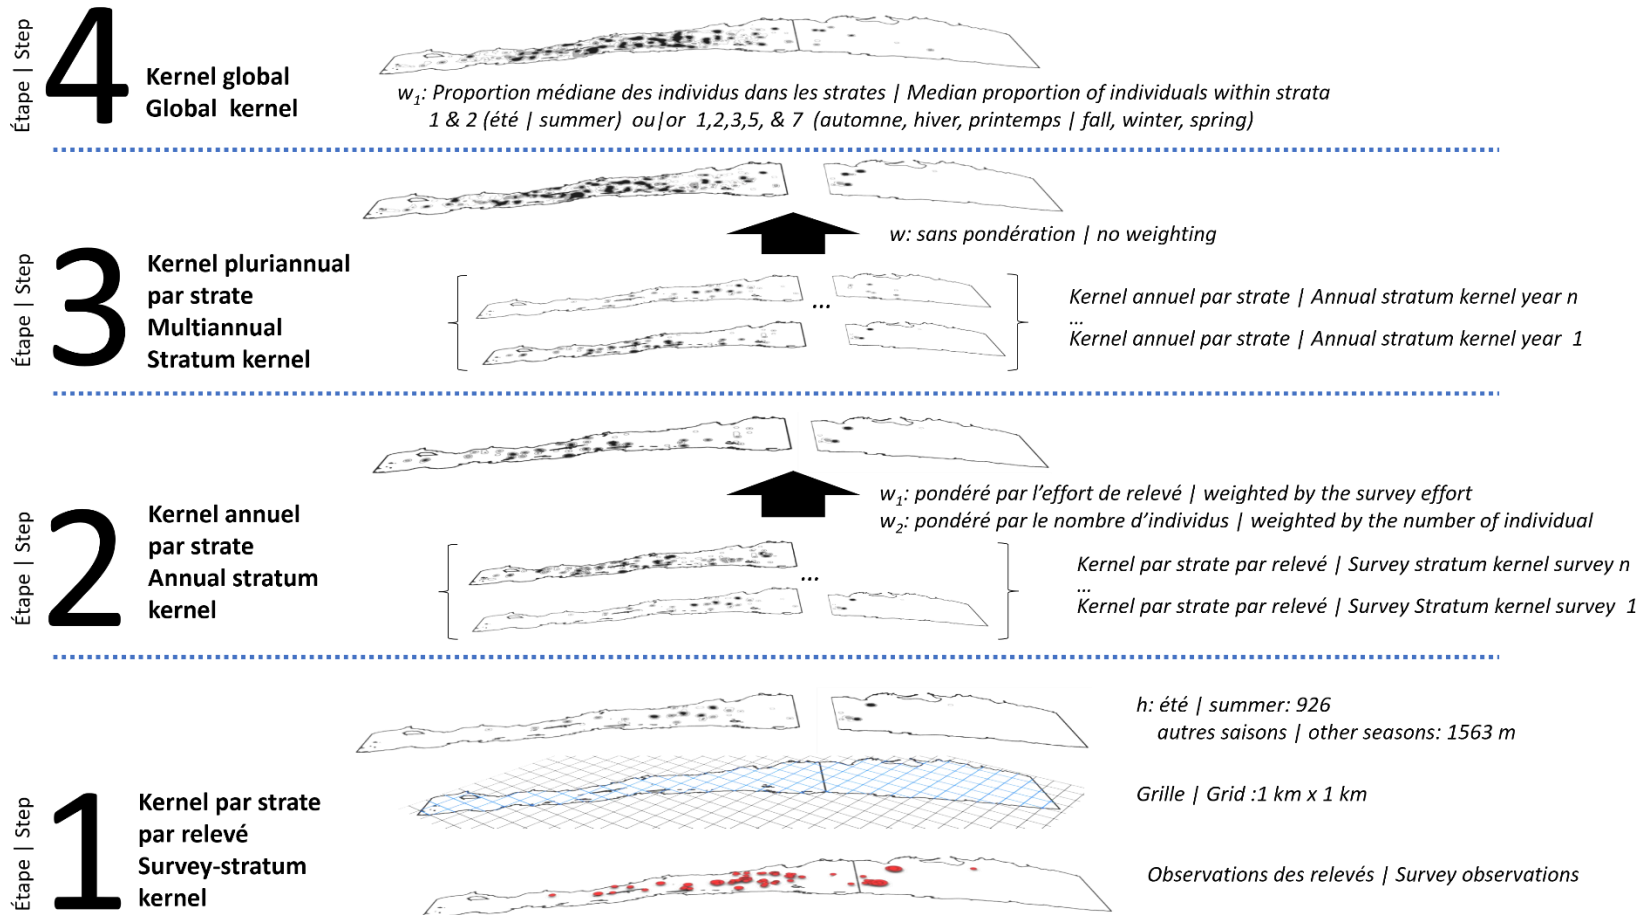 Étape | Step
4
Kernel global
Global kernel
w1: Proportion médiane des individus dans les strates | Median proportion of individuals within strata
1 & 2 (été | summer) ou|or 1,2,3,5, & 7 (automne, hiver, printemps | fall, winter, spring)
Étape | Step
3
Kernel pluriannual
par strate
Multiannual
Stratum kernel
w: sans pondération | no weighting
...
Kernel annuel par strate | Annual stratum kernel year n
...
Kernel annuel par strate | Annual stratum kernel year 1
Étape | Step
2
Kernel annuel
par strate
Annual stratum
kernel
w1: pondéré par l'effort de relevé | weighted by the survey effort
w2: pondéré par le nombre d'individus | weighted by the number of individual
...
Kernel par strate par relevé | Survey stratum kernel survey n
...
Kernel par strate par relevé | Survey Stratum kernel survey 1
Étape | Step
1
Kernel par strate
par relevé
Survey-stratum
kernel
h: été | summer: 926
autres saisons | other seasons: 1563 m
Grille | Grid :1 km x 1 km
Observations des relevés | Survey observations